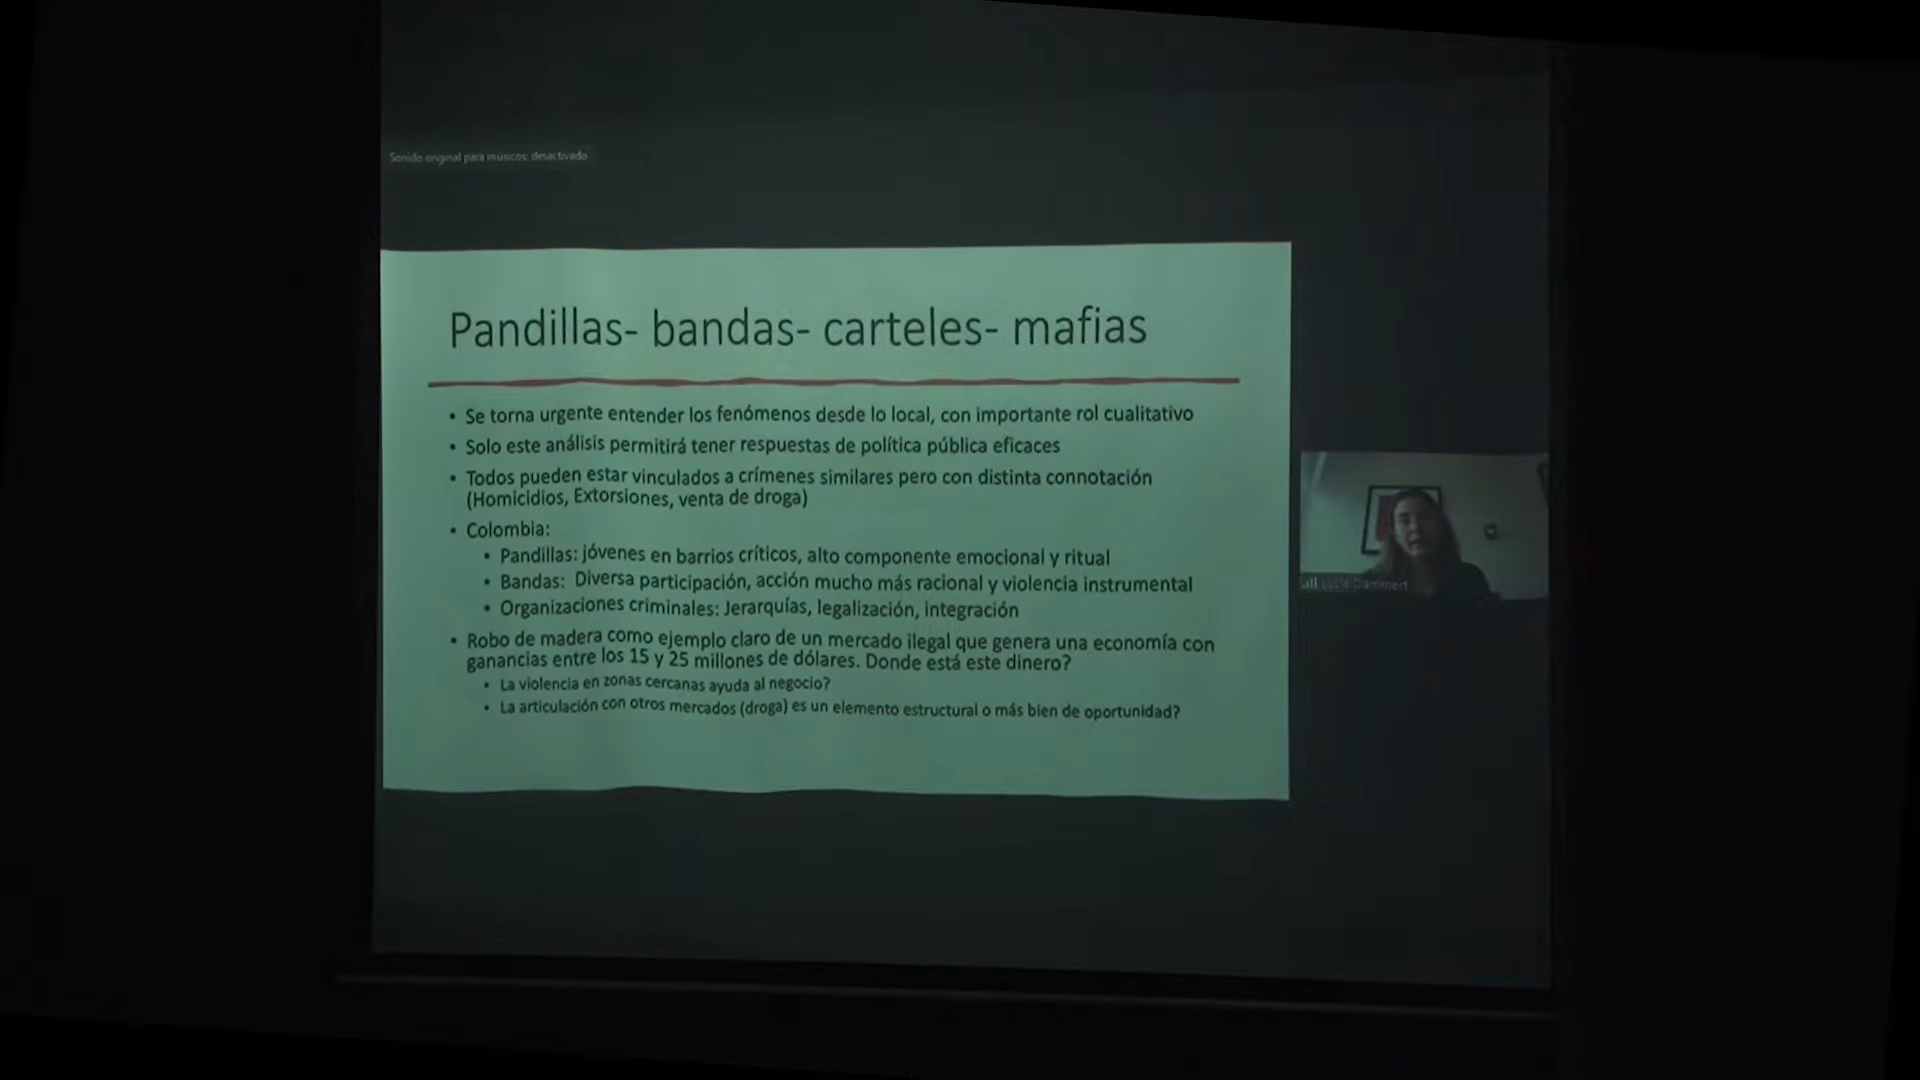 Sonido original para músicos: desactivado
Pandillas- bandas- carteles- mafias
• Se torna urgente entender los fenómenos desde lo local, con importante rol cualitativo
• Solo este análisis permitirá tener respuestas de política pública eficaces
• Todos pueden estar vinculados a crímenes similares pero con distinta connotación
(Homicidios, Extorsiones, venta de droga)
• Colombia:
• Pandillas: jóvenes en barrios críticos, alto componente emocional y ritual
• Bandas: Diversa participación, acción mucho más racional y violencia instrumental
• Organizaciones criminales: Jerarquías, legalización, integración
• Robo de madera como ejemplo claro de un mercado ilegal que genera una economía con
ganancias entre los 15 y 25 millones de dólares. Donde está este dinero?
• La violencia en zonas cercanas ayuda al negocio?
• La articulación con otros mercados (droga) es un elemento estructural o más bien de oportunidad?
Lucia Dammert